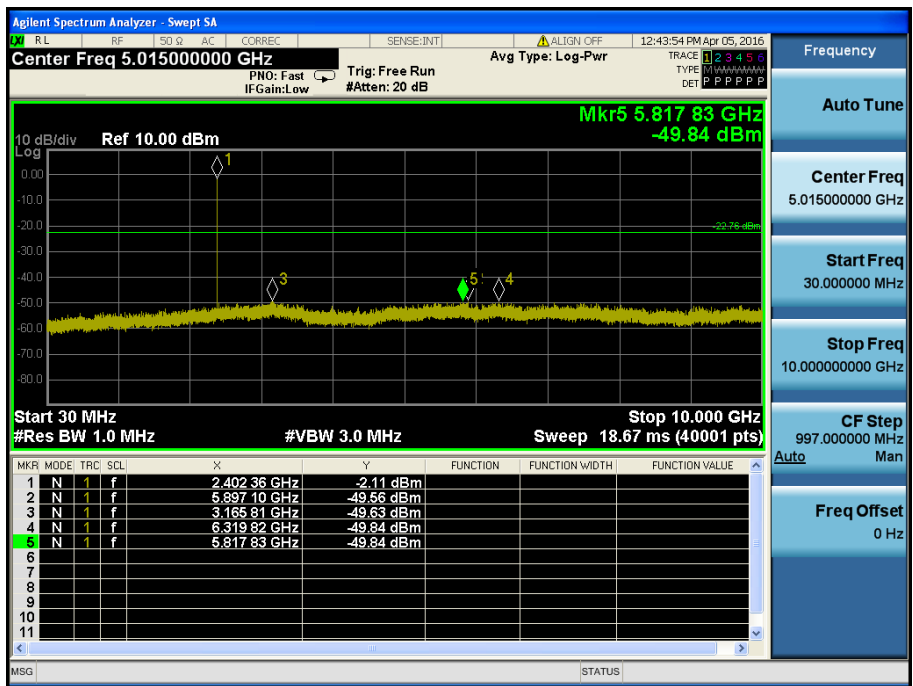 Agilent Spectrum Analyzer - Swept SA
LXI RL RF 50 Ω AC CORREC SENSE:INT ALIGN OFF 12:43:54 PM Apr 05, 2016
Center Freq 5.015000000 GHz
PNO: Fast
IFGain:Low
Trig: Free Run
#Atten: 20 dB
Avg Type: Log-Pwr
TRACE 1 2 3 4 5 6
TYPE M WWWWW
DET P P P P P P
Mkr5 5.817 83 GHz
-49.84 dBm
10 dB/div Ref 10.00 dBm
Log
0.00
-10.0
-20.0
-30.0
-40.0
-50.0
-60.0
-70.0
-80.0
1
-22.76 dBm
3
5
4
Start 30 MHz Stop 10.000 GHz
#Res BW 1.0 MHz #VBW 3.0 MHz Sweep 18.67 ms (40001 pts)
MKR MODE TRC SCL X Y FUNCTION FUNCTION WIDTH FUNCTION VALUE
1 N 1 f 2.402 36 GHz -2.11 dBm
2 N 1 f 5.897 10 GHz -49.56 dBm
3 N 1 f 3.165 81 GHz -49.63 dBm
4 N 1 f 6.319 82 GHz -49.84 dBm
5 N 1 f 5.817 83 GHz -49.84 dBm
6
7
8
9
10
11
MSG STATUS
Frequency
Auto Tune
Center Freq
5.015000000 GHz
Start Freq
30.000000 MHz
Stop Freq
10.000000000 GHz
CF Step
997.000000 MHz
Auto Man
Freq Offset
0 Hz